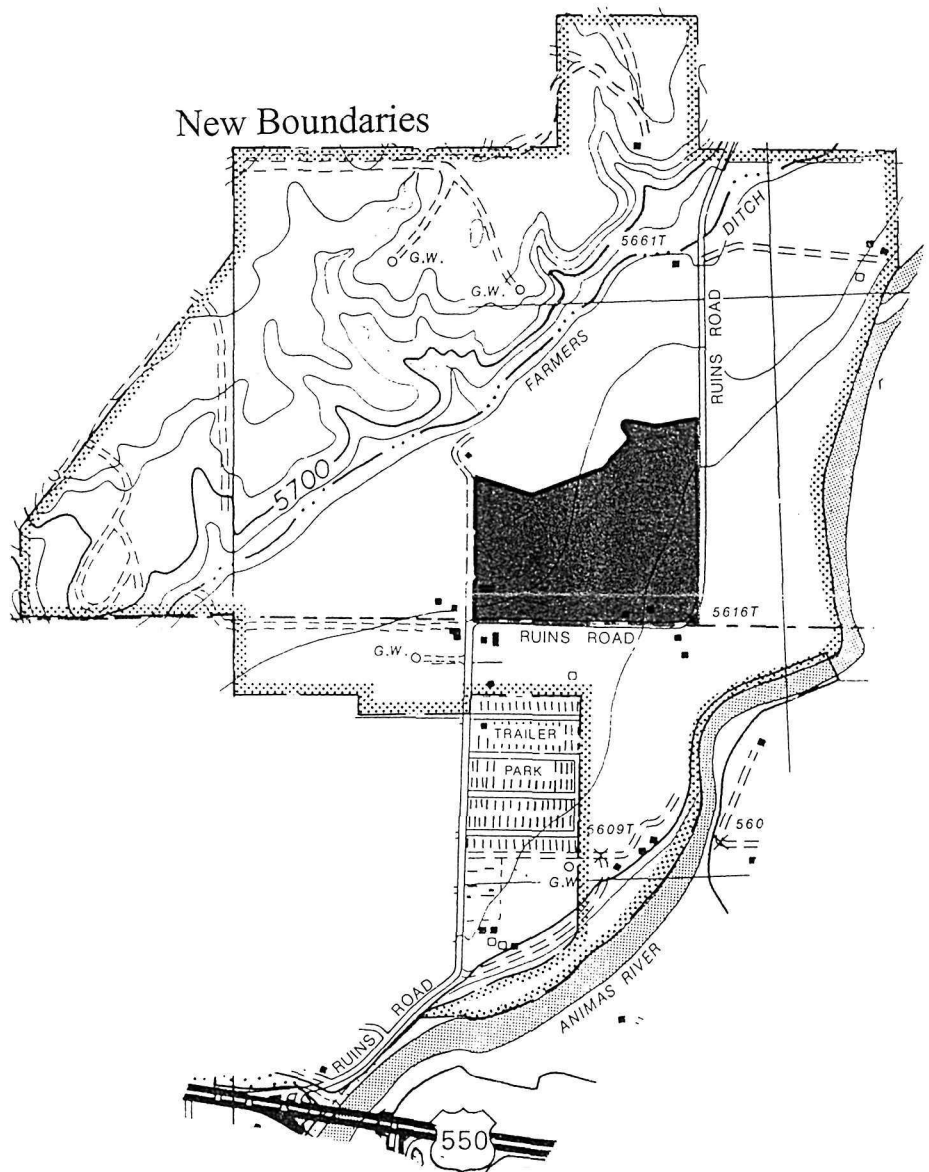 New Boundaries
5661T
DITCH
G.W.
G.W.
RUINS ROAD
FARMERS
5700
5616T
RUINS ROAD
G.W.
TRAILER
PARK
5609T
560
G.W
ANIMAS RIVER
RUINS ROAD
550